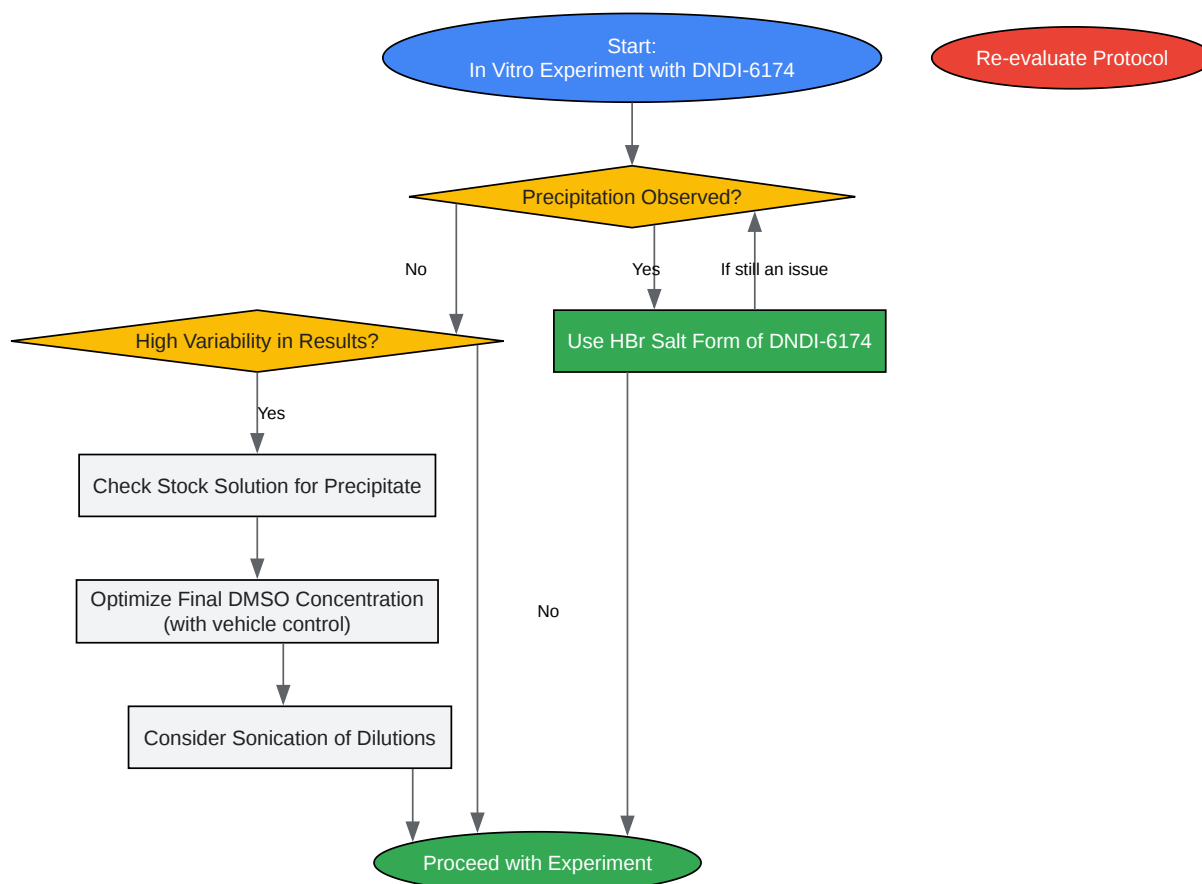 Start:
In Vitro Experiment with DNDI-6174
Re-evaluate Protocol
Precipitation Observed?
No
Yes
If still an issue
High Variability in Results?
Use HBr Salt Form of DNDI-6174
Yes
Check Stock Solution for Precipitate
Optimize Final DMSO Concentration
(with vehicle control)
No
Consider Sonication of Dilutions
Proceed with Experiment